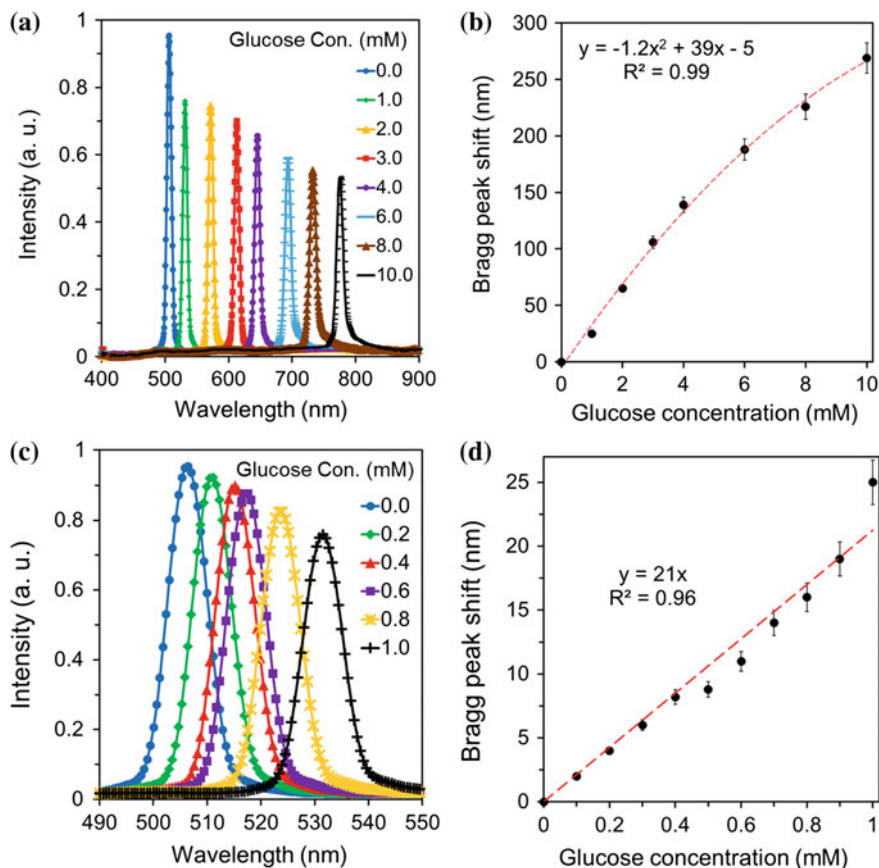 (a)
Glucose Con. (mM)
0.0
1.0
2.0
3.0
4.0
6.0
8.0
10.0
Intensity (a. u.)
1
0.8
0.6
0.4
0.2
0
400 500 600 700 800 900
Wavelength (nm)
(b)
y = -1.2x² + 39x - 5
R² = 0.99
Bragg peak shift (nm)
300
250
200
150
100
50
0
0 2 4 6 8 10
Glucose concentration (mM)
(c)
Glucose Con. (mM)
0.0
0.2
0.4
0.6
0.8
1.0
Intensity (a. u.)
1
0.8
0.6
0.4
0.2
0
490 500 510 520 530 540 550
Wavelength (nm)
(d)
y = 21x
R² = 0.96
Bragg peak shift (nm)
25
20
15
10
5
0
0 0.2 0.4 0.6 0.8 1
Glucose concentration (mM)